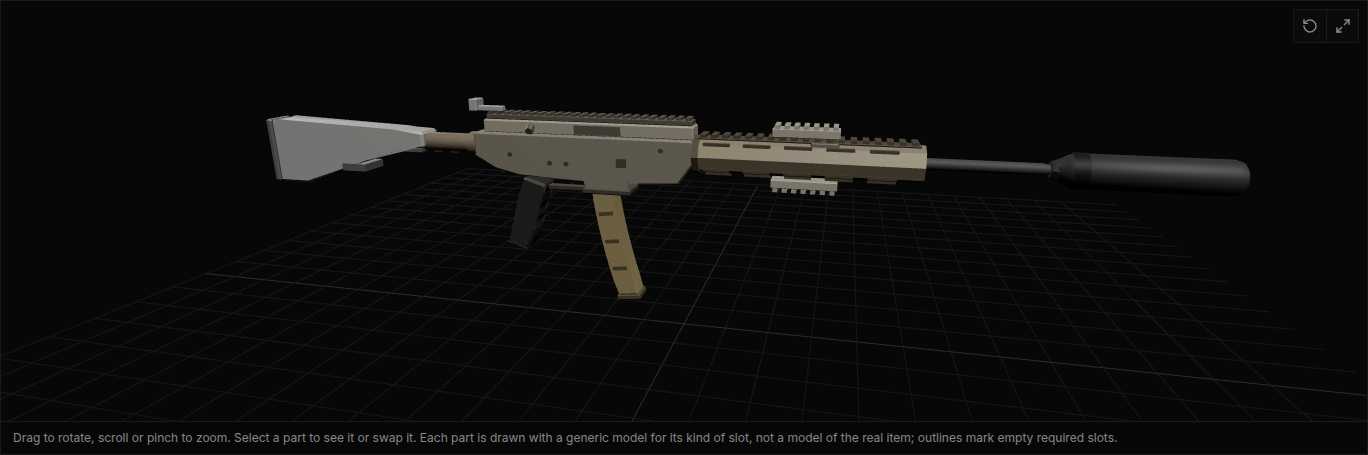 Drag to rotate, scroll or pinch to zoom. Select a part to see it or swap it. Each part is drawn with a generic model for its kind of slot, not a model of the real item; outlines mark empty required slots.